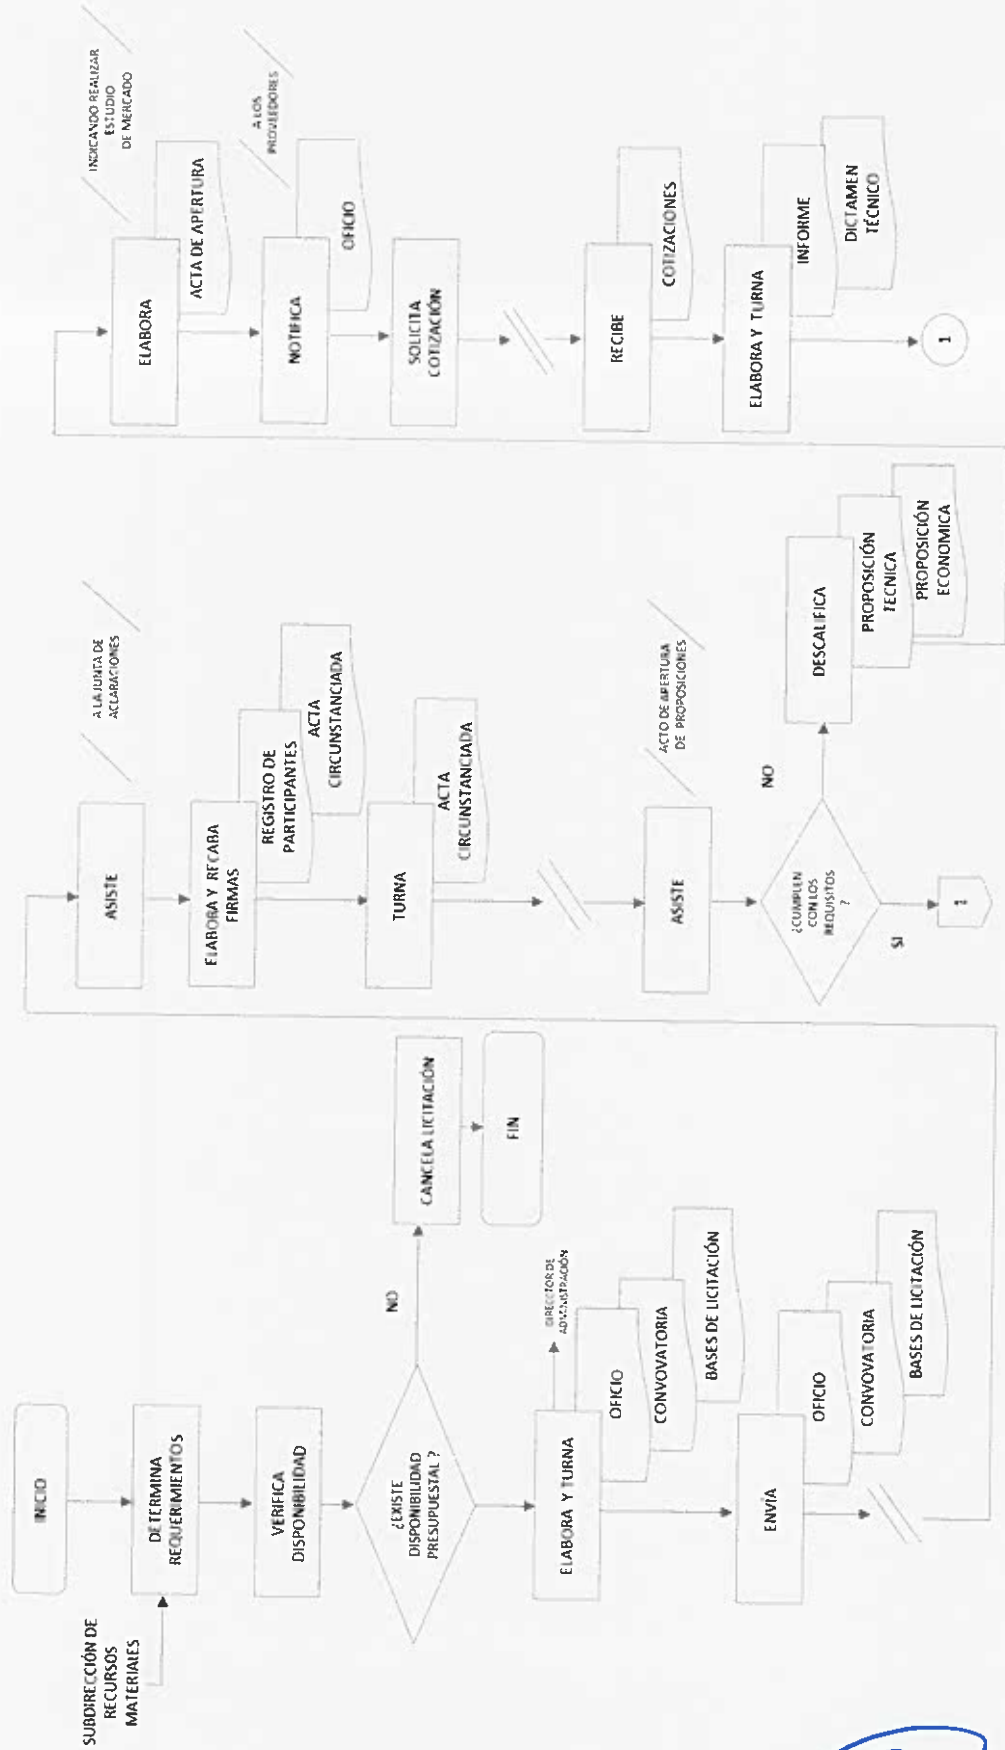 INICIO
SUBDIRECCIÓN DE
RECURSOS
MATERIALES
DETERMINA
REQUERIMIENTOS
VERIFICA
DISPONIBILIDAD
¿EXISTE
DISPONIBILIDAD
PRESUPUESTAL ?
NO
CANCELA LICITACIÓN
FIN
ELABORA Y TURNA
DIRECTOR DE
ADMINISTRACIÓN
OFICIO
CONVOVATORIA
BASES DE LICITACIÓN
ENVÍA
OFICIO
CONVOVATORIA
BASES DE LICITACIÓN
ASISTE
A LA JUNTA DE
ACLARACIONES
ELABORA Y RECABA
FIRMAS
REGISTRO DE
PARTICIPANTES
ACTA
CIRCUNSTANCIADA
TURNA
ACTA
CIRCUNSTANCIADA
ASISTE
ACTO DE APERTURA
DE PROPOSICIONES
¿CUMPLEN
CON LOS
REQUISITOS
?
NO
SI
1
DESCALIFICA
PROPOSICIÓN
TECNICA
PROPOSICIÓN
ECONOMICA
ELABORA
INDICANDO REALIZAR
ESTUDIO
DE MERCADO
ACTA DE APERTURA
NOTIFICA
A LOS
PROVEEDORES
OFICIO
SOLICITA
COTIZACIÓN
RECIBE
COTIZACIONES
ELABORA Y TURNA
INFORME
DICTAMEN
TÉCNICO
1